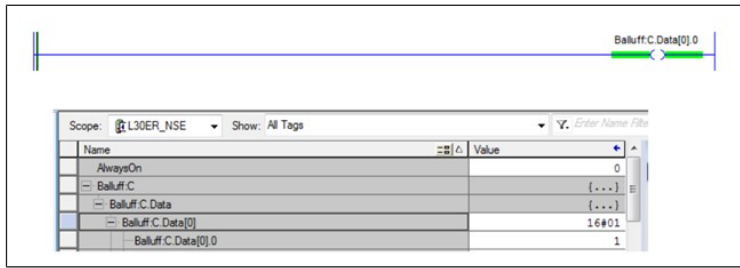 Balluff:C.Data[0].0
Scope: L30ER_NSE Show: All Tags Enter Name Filte
Name Value
AlwaysOn 0
Balluff:C {...}
Balluff:C.Data {...}
Balluff:C.Data[0] 16#01
Balluff:C.Data[0].0 1